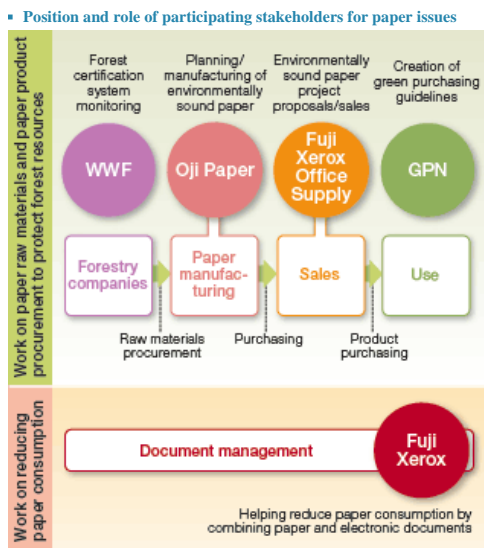 Position and role of participating stakeholders for paper issues
Work on paper raw materials and paper product
procurement to protect forest resources
Forest
certification
system
monitoring
Planning/
manufacturing of
environmentally
sound paper
Environmentally
sound paper
project
proposals/sales
Creation of
green purchasing
guidelines
WWF
Oji Paper
Fuji
Xerox
Office
Supply
GPN
Forestry
companies
Paper
manufac-
turing
Sales
Use
Raw materials
procurement
Purchasing
Product
purchasing
Work on reducing
paper consumption
Document management
Fuji
Xerox
Helping reduce paper consumption by
combining paper and electronic documents